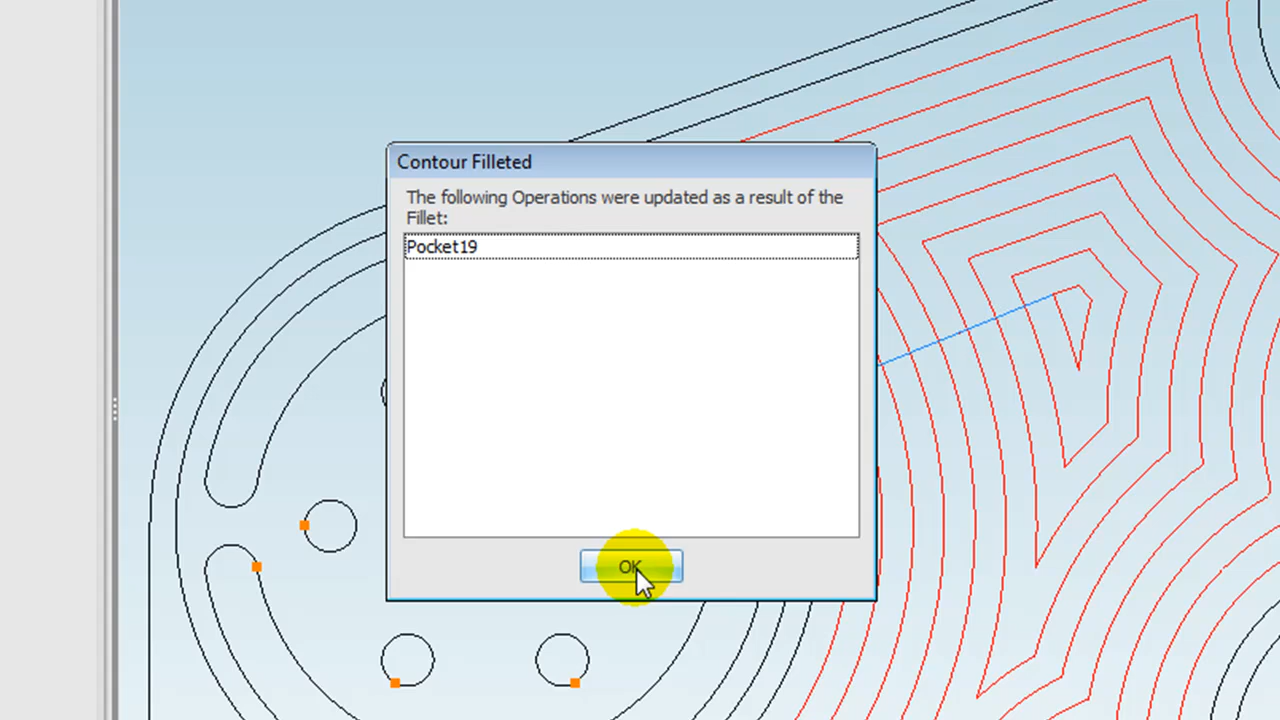 Contour Filleted
The following Operations were updated as a result of the
Fillet:
Pocket19
OK